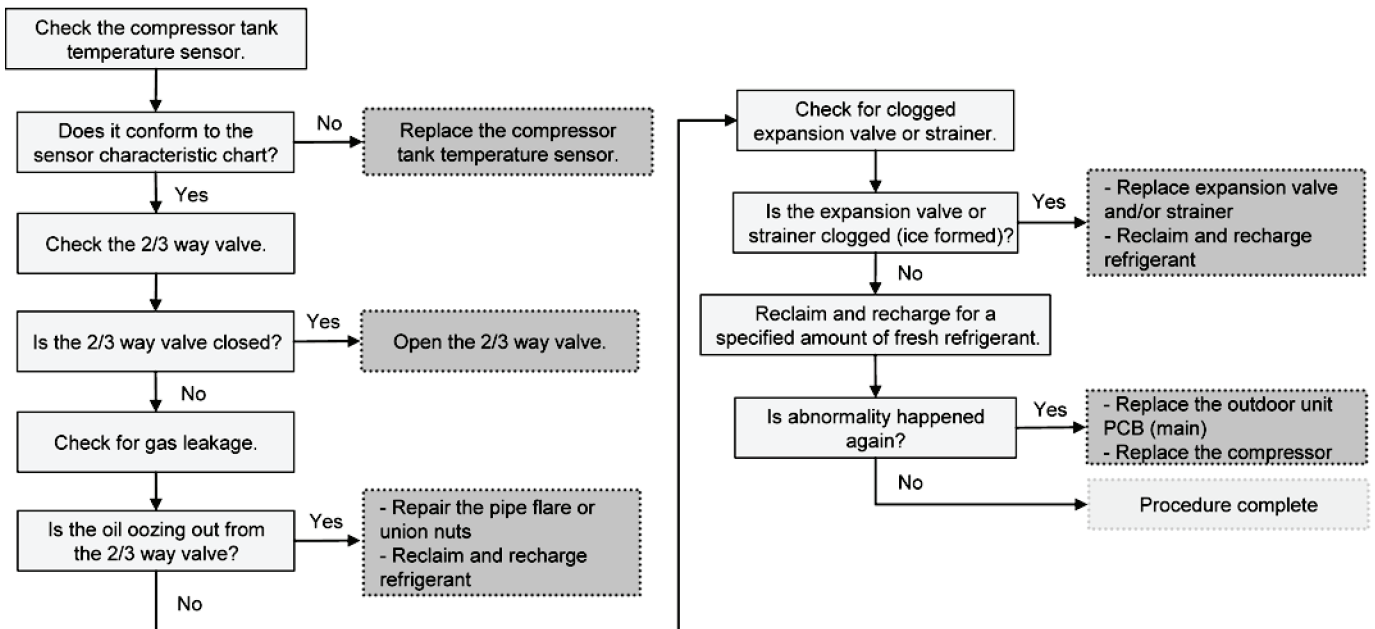 Check the compressor tank
temperature sensor.
Does it conform to the
sensor characteristic chart?
No
Replace the compressor
tank temperature sensor.
Yes
Check the 2/3 way valve.
Is the 2/3 way valve closed?
Yes
Open the 2/3 way valve.
No
Check for gas leakage.
Is the oil oozing out from
the 2/3 way valve?
Yes
- Repair the pipe flare or
union nuts
- Reclaim and recharge
refrigerant
No
Check for clogged
expansion valve or strainer.
Is the expansion valve or
strainer clogged (ice formed)?
Yes
- Replace expansion valve
and/or strainer
- Reclaim and recharge
refrigerant
No
Reclaim and recharge for a
specified amount of fresh refrigerant.
Is abnormality happened
again?
Yes
- Replace the outdoor unit
PCB (main)
- Replace the compressor
No
Procedure complete